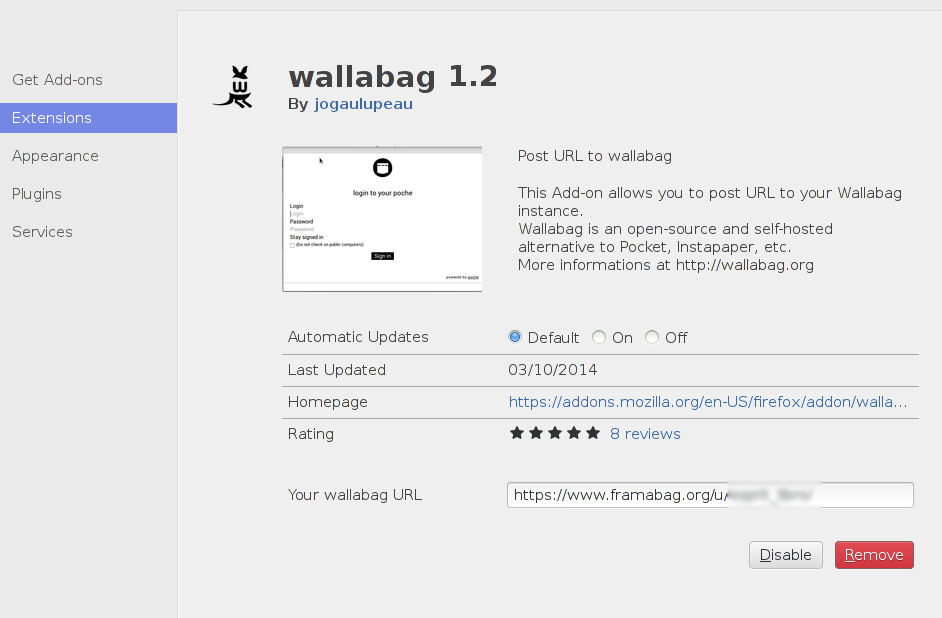 Get Add-ons
Extensions
Appearance
Plugins
Services
wallabag 1.2
By jogaulupeau
login to your poche
Login
Login
Password
Password
Stay signed in
(Do not check on public computers)
Sign in
powered by poche
Post URL to wallabag
This Add-on allows you to post URL to your Wallabag
instance.
Wallabag is an open-source and self-hosted
alternative to Pocket, Instapaper, etc.
More informations at http://wallabag.org
Automatic Updates Default On Off
Last Updated 03/10/2014
Homepage https://addons.mozilla.org/en-US/firefox/addon/walla...
Rating 8 reviews
Your wallabag URL https://www.framabag.org/u/
Disable Remove